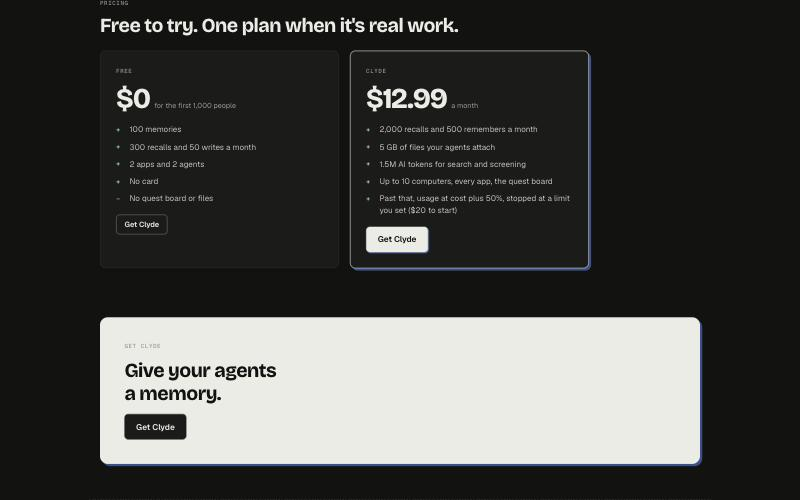 PRICING
Free to try. One plan when it's real work.
FREE
$0 for the first 1,000 people
+ 100 memories
+ 300 recalls and 50 writes a month
+ 2 apps and 2 agents
+ No card
– No quest board or files
Get Clyde
CLYDE
$12.99 a month
+ 2,000 recalls and 500 remembers a month
+ 5 GB of files your agents attach
+ 1.5M AI tokens for search and screening
+ Up to 10 computers, every app, the quest board
+ Past that, usage at cost plus 50%, stopped at a limit
you set ($20 to start)
Get Clyde
GET CLYDE
Give your agents
a memory.
Get Clyde